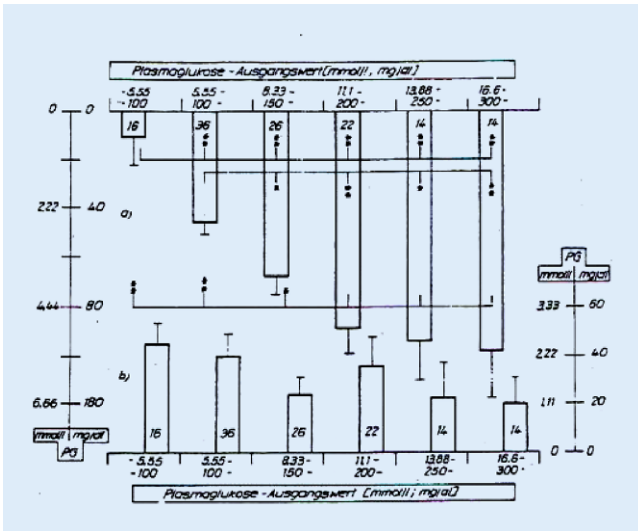 Plasmaglukose - Ausgangswert [mmol/l, mg/dl]
-5.55 5.55- 8.33- 11.1- 13.88- 16.6-
-100 100- 150- 200- 250- 300-
0 0
16 36 26 22 14 14
2.22 40
a)
PG
mmol/l mg/dl
4.44 80
3.33 60
2.22 40
b)
6.66 180
1.11 20
16 36 26 22 14 14
mmol/l mg/dl
PG
0 0
-5.55 5.55- 8.33- 11.1- 13.88- 16.6-
-100 100- 150- 200- 250- 300-
Plasmaglukose - Ausgangswert [mmol/l; mg/dl]